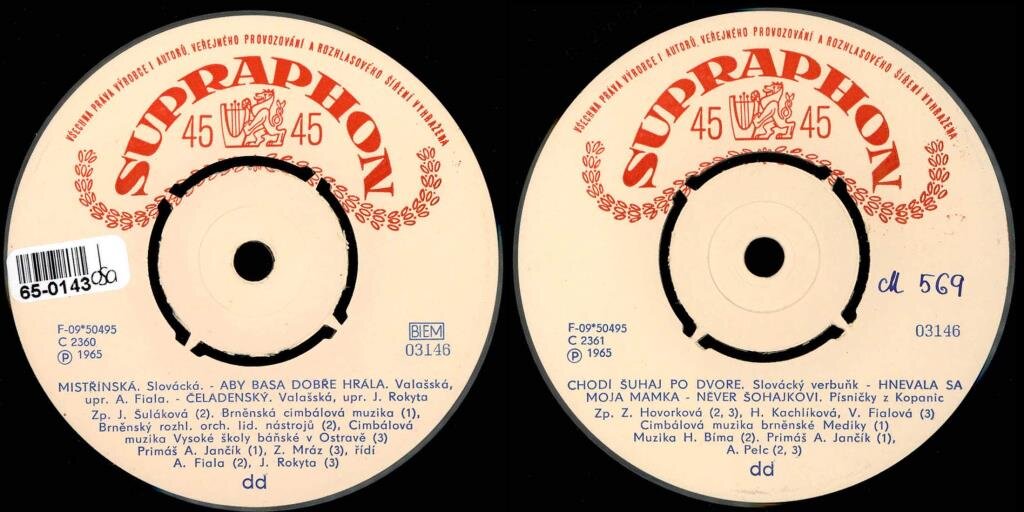 VŠECHNA PRÁVA VÝROBCE I AUTORŮ, VEŘEJNÉHO PROVOZOVÁNÍ A ROZHLASOVÉHO ŠÍŘENÍ VYHRAŽENA
SUPRAPHON
45 45
65-0143
F-09*50495
C 2360
Ⓟ 1965
BIEM
03146
MISTŘÍNSKÁ. Slovácká. - ABY BASA DOBŘE HRÁLA. Valašská,
upr. A. Fiala. - ČELADENSKÝ. Valašská, upr. J. Rokyta
Zp. J. Šuláková (2). Brněnská cimbálová muzika (1),
Brněnský rozhl. orch. lid. nástrojů (2), Cimbálová
muzika Vysoké školy báňské v Ostravě (3)
Primáš A. Jančík (1), Z. Mráz (3), řídí
A. Fiala (2), J. Rokyta (3)
dd
VŠECHNA PRÁVA VÝROBCE I AUTORŮ, VEŘEJNÉHO PROVOZOVÁNÍ A ROZHLASOVÉHO ŠÍŘENÍ VYHRAŽENA
SUPRAPHON
45 45
M 569
F-09*50495
C 2361
Ⓟ 1965
03146
CHODÍ ŠUHAJ PO DVORE. Slovácký verbuňk - HNEVALA SA
MOJA MAMKA - NEVER ŠOHAJKOVI. Písničky z Kopanic
Zp. Z. Hovorková (2, 3), H. Kachlíková, V. Fialová (3)
Cimbálová muzika brněnské Mediky (1)
Muzika H. Bíma (2). Primáš A. Jančík (1),
A. Pelc (2, 3)
dd